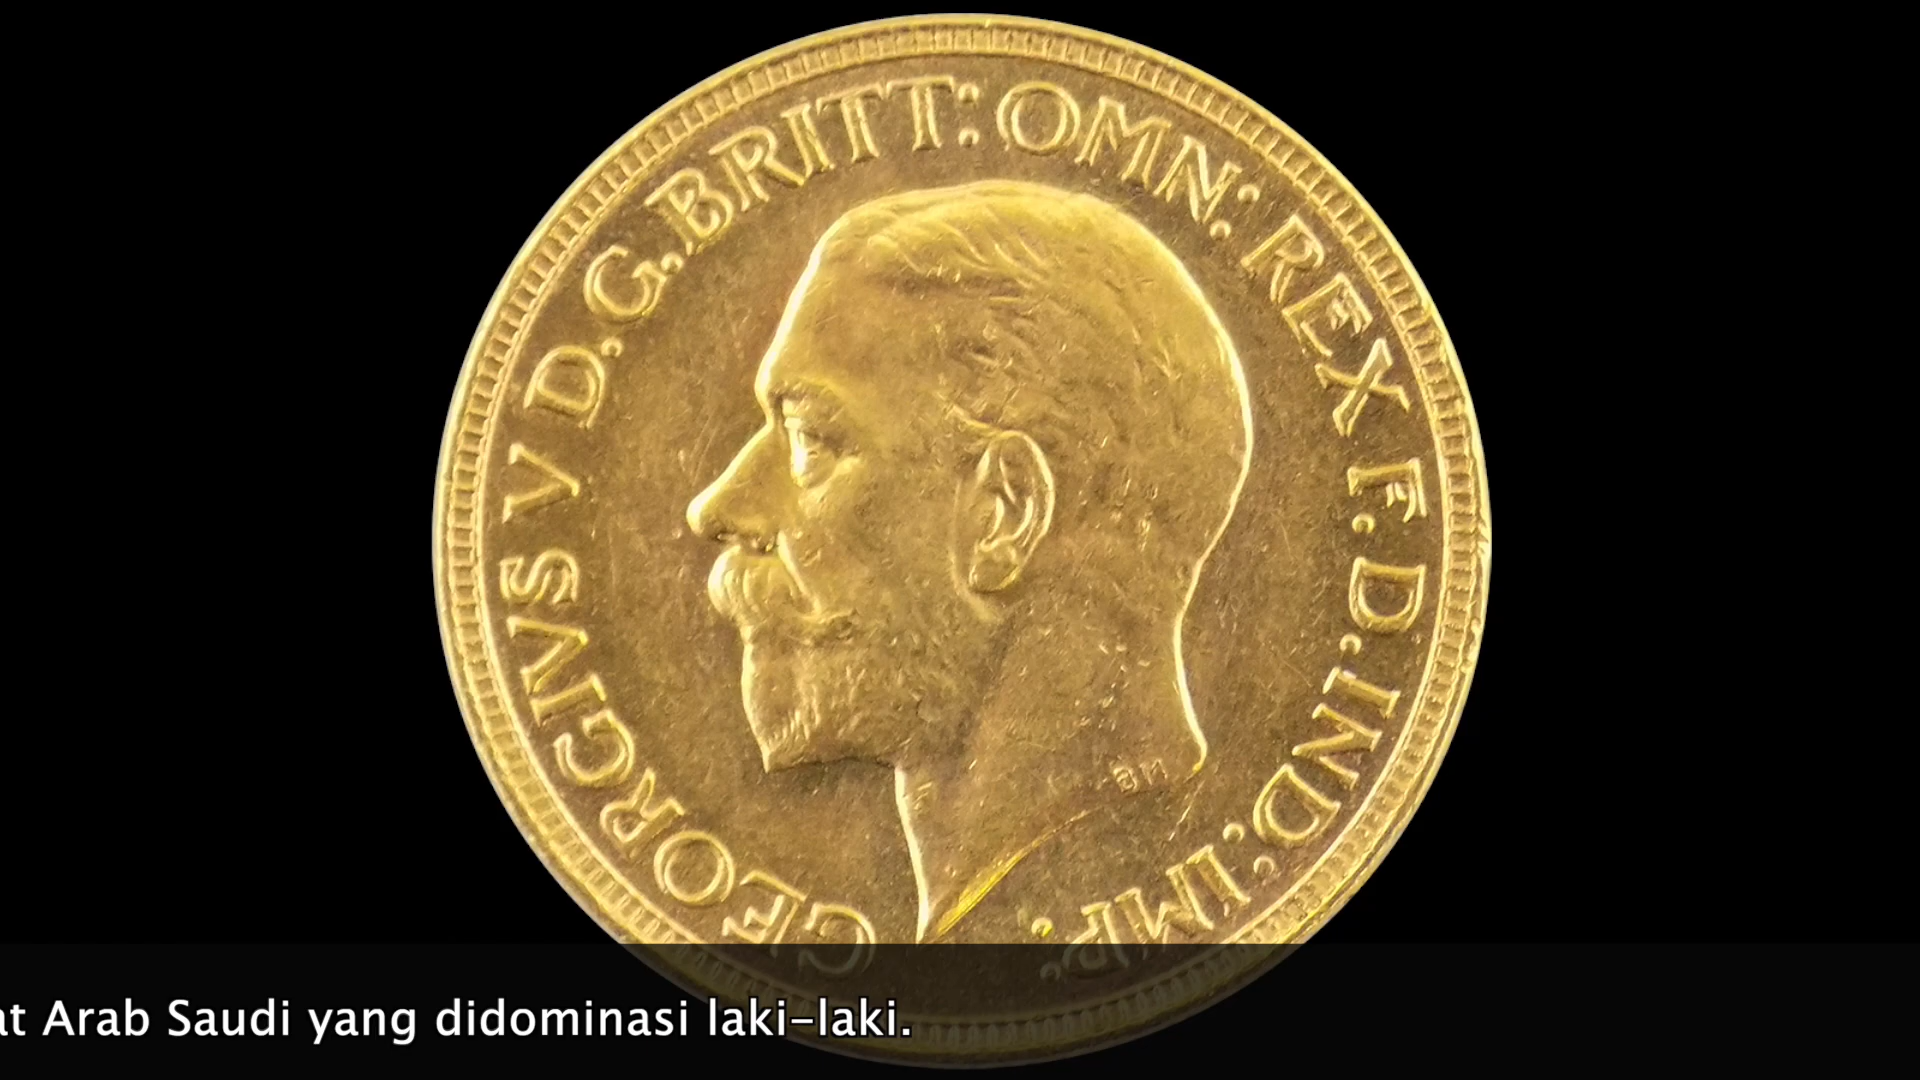 GEORGIVS V D.G.BRITT: OMN: REX F.D.IND:IMP:
BM
at Arab Saudi yang didominasi laki-laki.